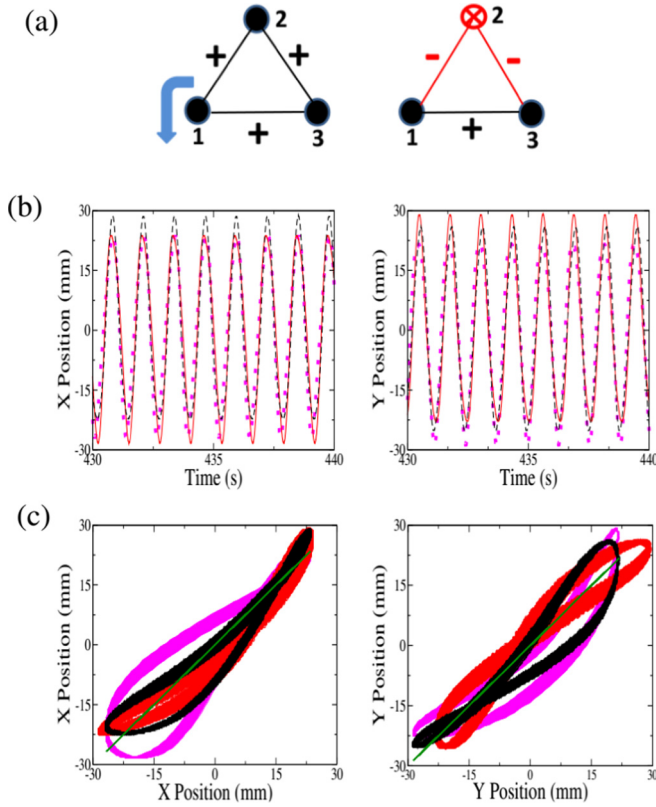 (a)
2
2
+ +
- -
1 + 3
1 + 3
(b)
X Position (mm)
30
15
0
-15
-30
430 435 440
Time (s)
Y Position (mm)
30
15
0
-15
-30
430 435 440
Time (s)
(c)
X Position (mm)
30
15
0
-15
-30
-30 -15 0 15 30
X Position (mm)
Y Position (mm)
30
15
0
-15
-30
-30 -15 0 15 30
Y Position (mm)